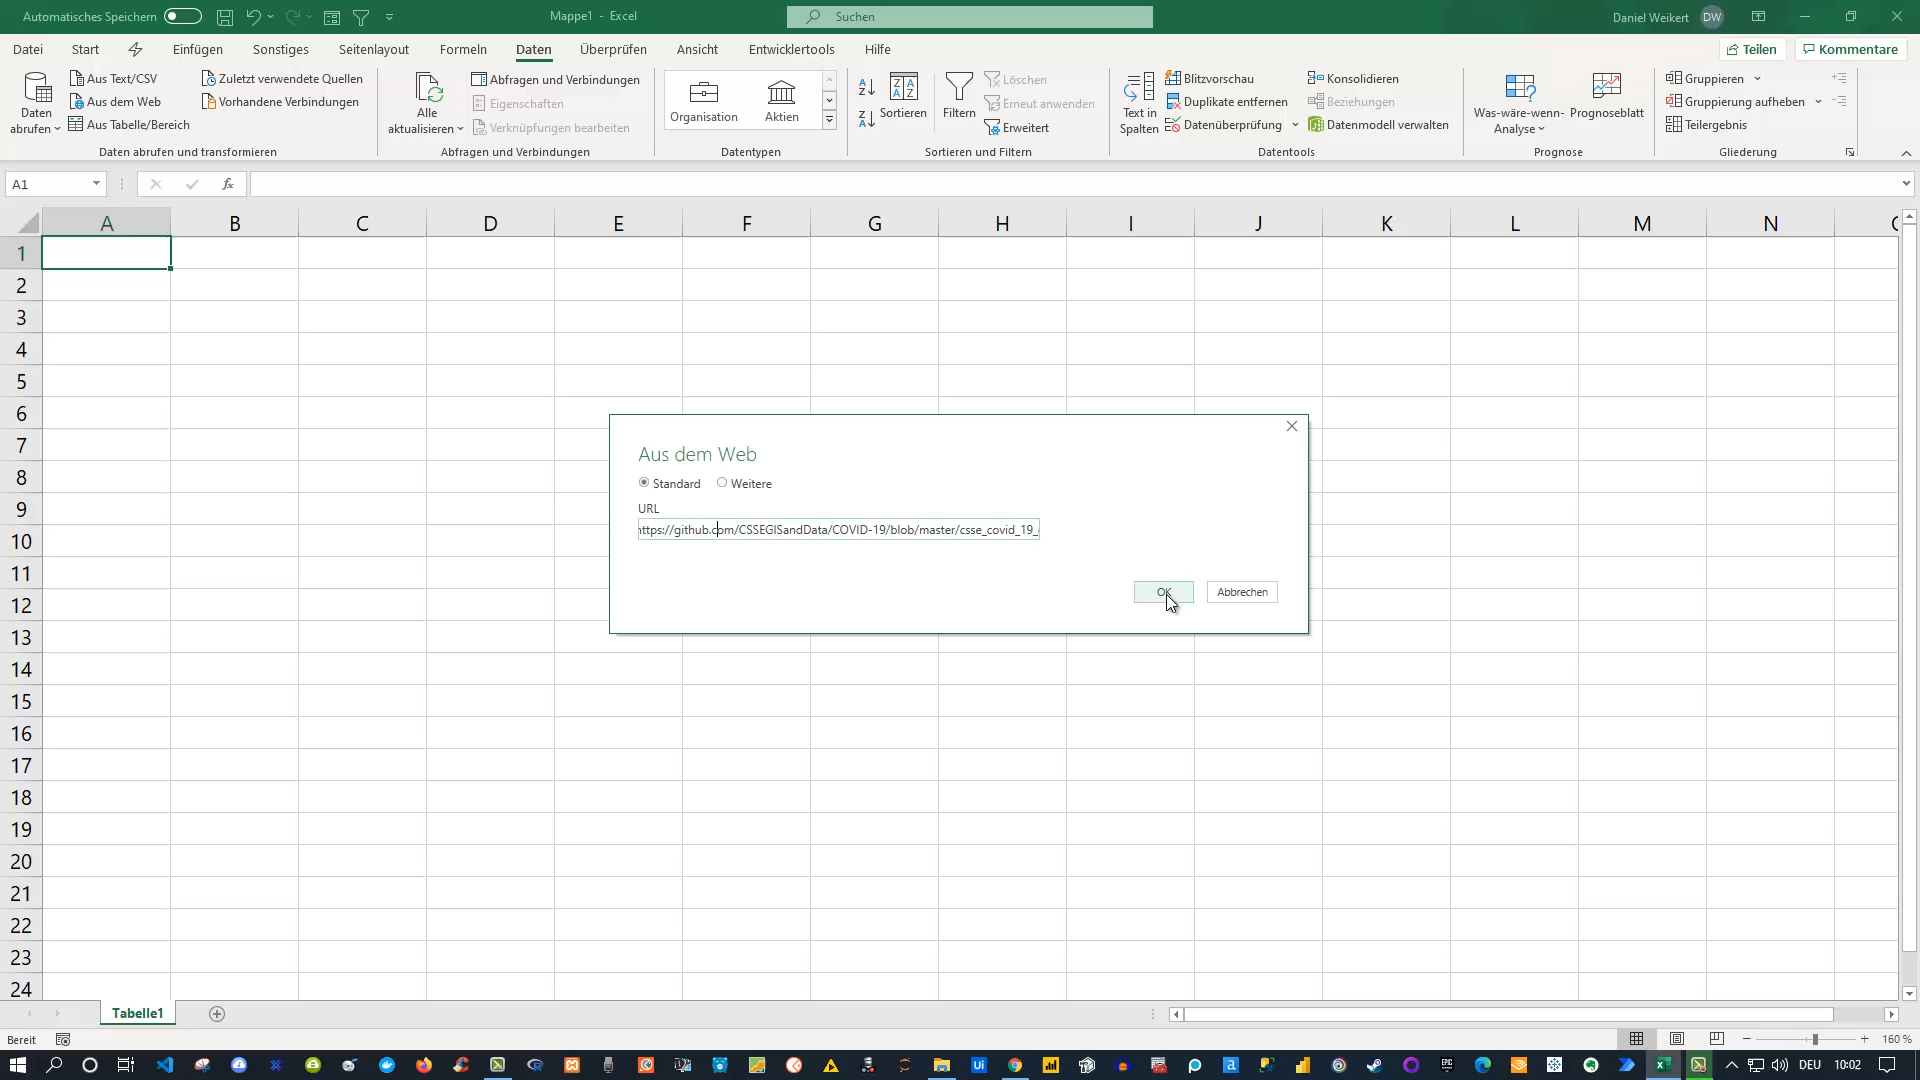 Automatisches Speichern
Mappe1 - Excel
Suchen
Daniel Weikert
DW
Datei
Start
Einfügen
Sonstiges
Seitenlayout
Formeln
Daten
Überprüfen
Ansicht
Entwicklertools
Hilfe
Teilen
Kommentare
Daten
abrufen
Aus Text/CSV
Aus dem Web
Aus Tabelle/Bereich
Zuletzt verwendete Quellen
Vorhandene Verbindungen
Daten abrufen und transformieren
Alle
aktualisieren
Abfragen und Verbindungen
Eigenschaften
Verknüpfungen bearbeiten
Abfragen und Verbindungen
Organisation
Aktien
Datentypen
Sortieren
Filtern
Löschen
Erneut anwenden
Erweitert
Sortieren und Filtern
Text in
Spalten
Blitzvorschau
Duplikate entfernen
Datenüberprüfung
Konsolidieren
Beziehungen
Datenmodell verwalten
Datentools
Was-wäre-wenn-
Analyse
Prognoseblatt
Prognose
Gruppieren
Gruppierung aufheben
Teilergebnis
Gliederung
A1
fx
A B C D E F G H I J K L M N
1
2
3
4
5
6
7
8
9
10
11
12
13
14
15
16
17
18
19
20
21
22
23
24
Aus dem Web
Standard
Weitere
URL
https://github.com/CSSEGISandData/COVID-19/blob/master/csse_covid_19_
OK
Abbrechen
Tabelle1
Bereit
160 %
DEU
10:02